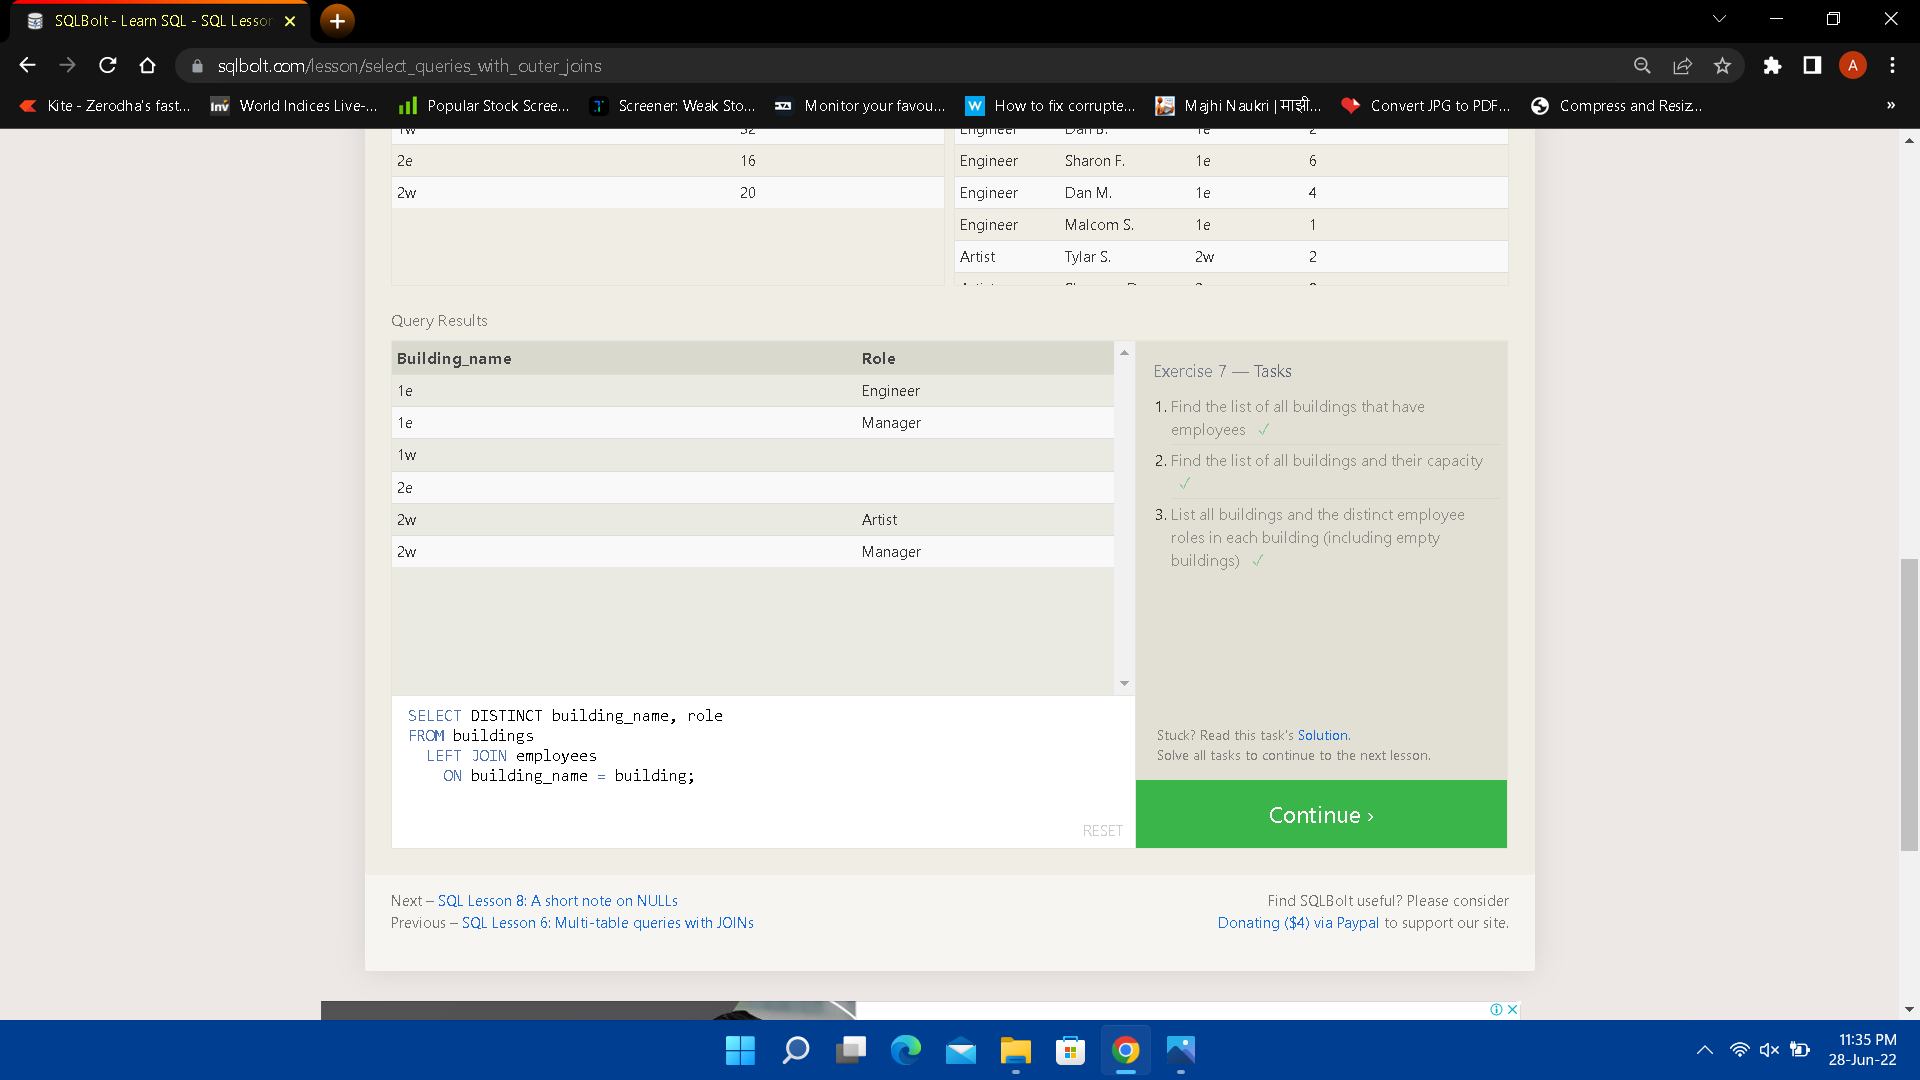 SQLBolt - Learn SQL - SQL Lesson
sqlbolt.com/lesson/select_queries_with_outer_joins
A
Kite - Zerodha's fast...
World Indices Live-...
Popular Stock Scree...
Screener: Weak Sto...
Monitor your favou...
How to fix corrupte...
Majhi Naukri | माझी...
Convert JPG to PDF...
Compress and Resiz...
»
1w 32
2e 16
2w 20
Engineer Dan B. 1e 2
Engineer Sharon F. 1e 6
Engineer Dan M. 1e 4
Engineer Malcom S. 1e 1
Artist Tylar S. 2w 2
Query Results
Building_name Role
1e Engineer
1e Manager
1w
2e
2w Artist
2w Manager
Exercise 7 — Tasks
1. Find the list of all buildings that have
employees ✓
2. Find the list of all buildings and their capacity
✓
3. List all buildings and the distinct employee
roles in each building (including empty
buildings) ✓
SELECT DISTINCT building_name, role
FROM buildings
LEFT JOIN employees
ON building_name = building;
RESET
Stuck? Read this task's Solution.
Solve all tasks to continue to the next lesson.
Continue ›
Next – SQL Lesson 8: A short note on NULLs
Previous – SQL Lesson 6: Multi-table queries with JOINs
Find SQLBolt useful? Please consider
Donating ($4) via Paypal to support our site.
11:35 PM
28-Jun-22